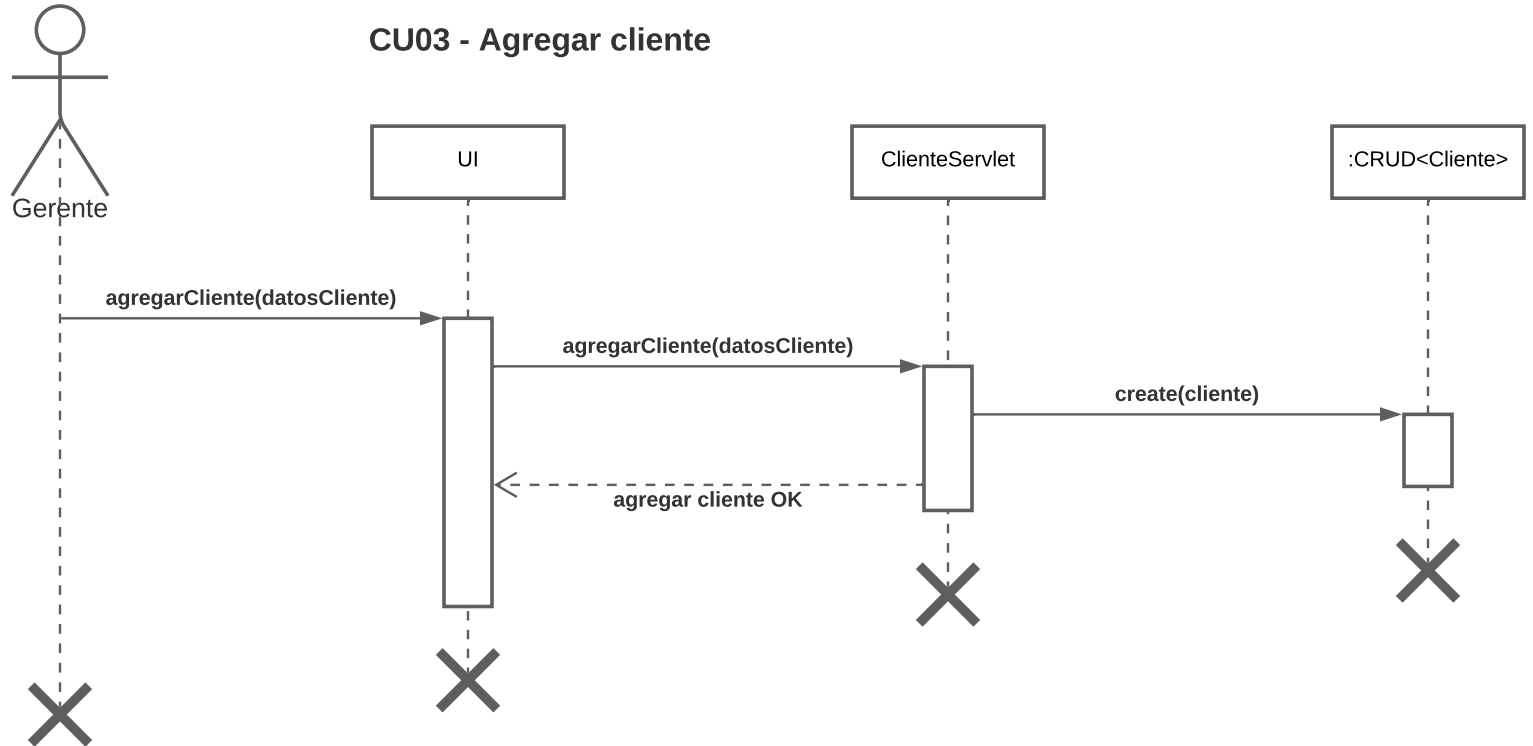 CU03 - Agregar cliente
UI
ClienteServlet
:CRUD<Cliente>
Gerente
agregarCliente(datosCliente)
agregarCliente(datosCliente)
create(cliente)
agregar cliente OK